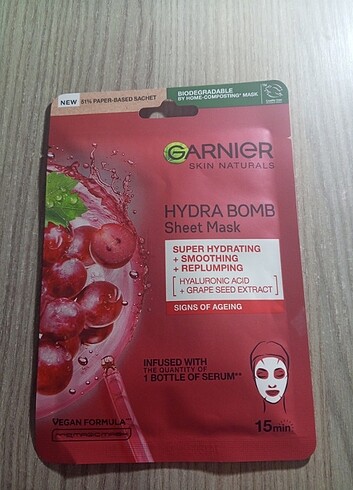 NEW 51% PAPER-BASED SACHET
BIODEGRADABLE
BY HOME-COMPOSTING* MASK
GARNIER
SKIN NATURALS
HYDRA BOMB
Sheet Mask
SUPER HYDRATING
+ SMOOTHING
+ REPLUMPING
[ HYALURONIC ACID
+ GRAPE SEED EXTRACT ]
SIGNS OF AGEING
INFUSED WITH
THE QUANTITY OF
1 BOTTLE OF SERUM**
VEGAN FORMULA
15min